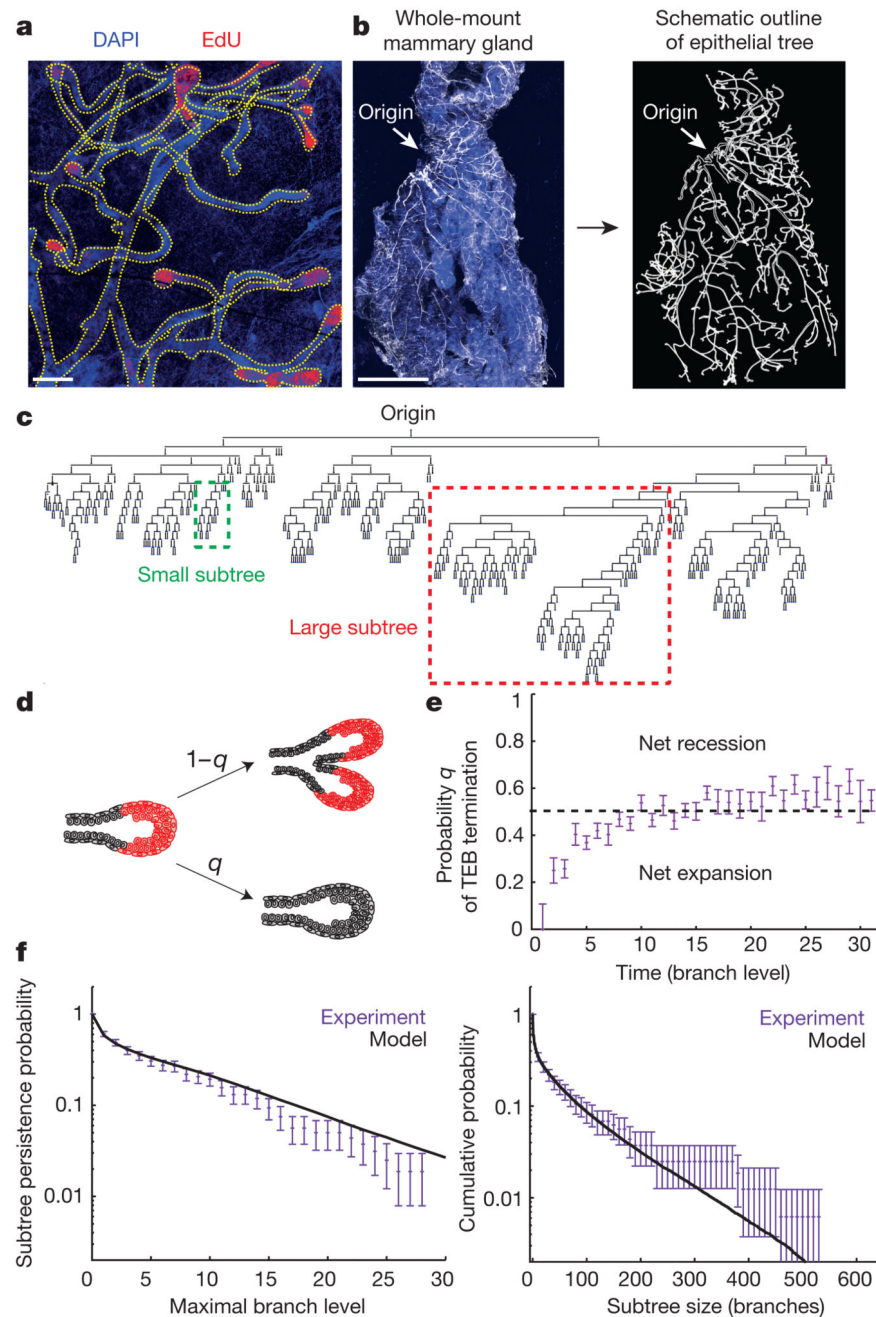 a
DAPI
EdU
b
Whole-mount
mammary gland
Schematic outline
of epithelial tree
Origin
Origin
c
Origin
Small subtree
Large subtree
d
1–q
q
e
Probability q
of TEB termination
1
0.8
0.6
0.4
0.2
0
Net recession
Net expansion
0
5
10
15
20
25
30
Time (branch level)
f
Subtree persistence probability
1
0.1
0.01
Experiment
Model
0
5
10
15
20
25
30
Maximal branch level
Cumulative probability
1
0.1
0.01
Experiment
Model
0
200
400
600
Subtree size (branches)